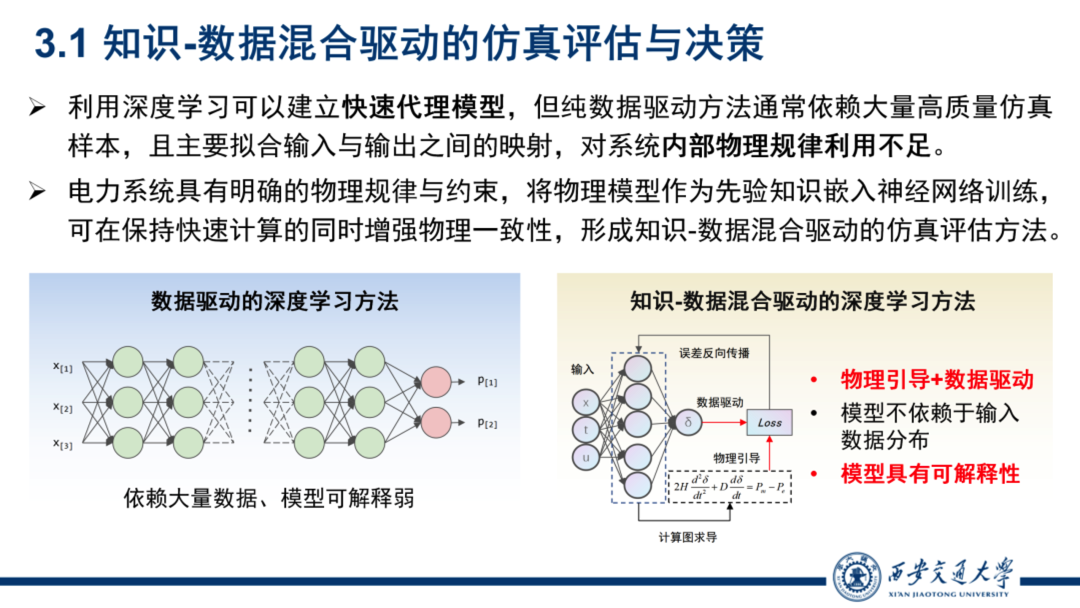 3.1 知识-数据混合驱动的仿真评估与决策
➢ 利用深度学习可以建立快速代理模型，但纯数据驱动方法通常依赖大量高质量仿真
样本，且主要拟合输入与输出之间的映射，对系统内部物理规律利用不足。
➢ 电力系统具有明确的物理规律与约束，将物理模型作为先验知识嵌入神经网络训练，
可在保持快速计算的同时增强物理一致性，形成知识-数据混合驱动的仿真评估方法。
数据驱动的深度学习方法
x[1]
x[2]
x[3]
p[1]
p[2]
依赖大量数据、模型可解释弱
知识-数据混合驱动的深度学习方法
误差反向传播
输入
x
t
u
数据驱动
δ
Loss
物理引导
2H d²δ/dt² + D dδ/dt = Pm − Pe
计算图求导
• 物理引导+数据驱动
• 模型不依赖于输入
数据分布
• 模型具有可解释性
西安交通大学
XI'AN JIAOTONG UNIVERSITY